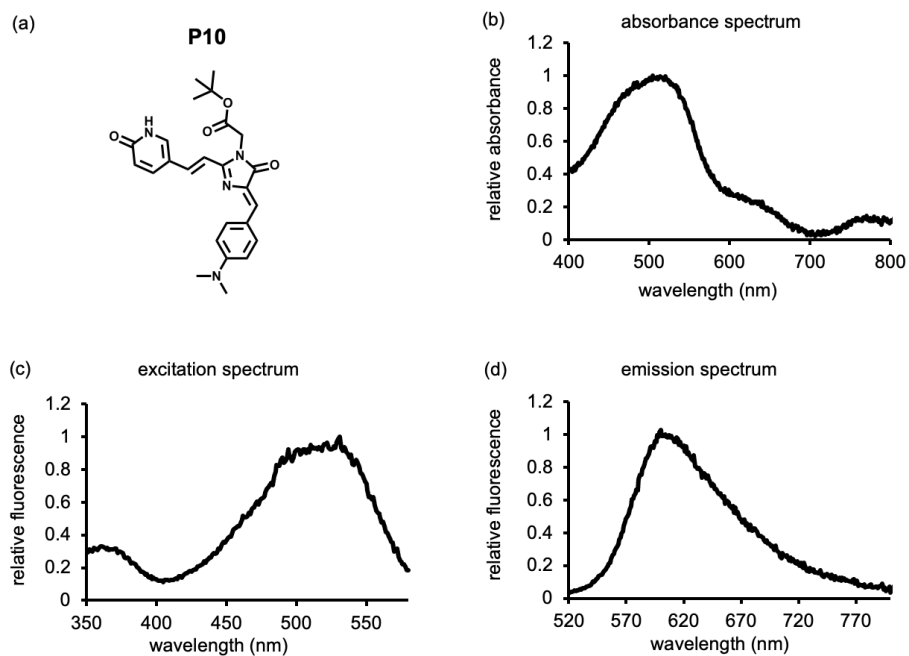 (a)
P10
O
O
O
H
N
O
N
N
O
N
(b)
absorbance spectrum
relative absorbance
1.2
1
0.8
0.6
0.4
0.2
0
400
500
600
700
800
wavelength (nm)
(c)
excitation spectrum
relative fluorescence
1.2
1
0.8
0.6
0.4
0.2
0
350
400
450
500
550
wavelength (nm)
(d)
emission spectrum
relative fluorescence
1.2
1
0.8
0.6
0.4
0.2
0
520
570
620
670
720
770
wavelength (nm)